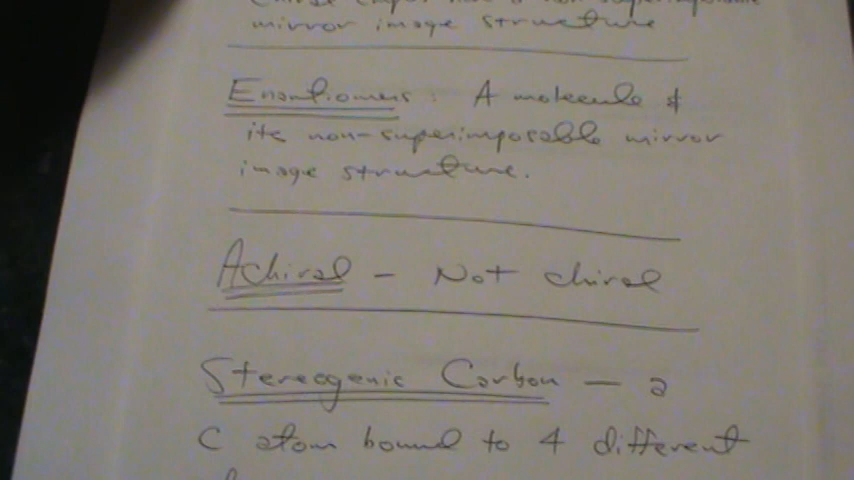 mirror image structure
Enantiomers: A molecule &
its non-superimposable mirror
image structure.
Achiral - Not chiral
Stereogenic Carbon — a
C atom bound to 4 different